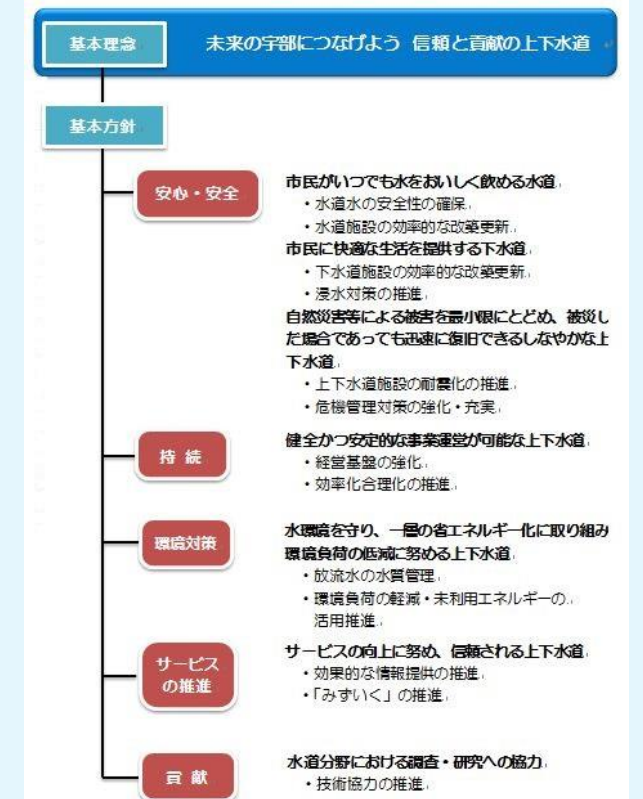 基本理念 未来の宇部につなげよう 信頼と貢献の上下水道
基本方針
安心・安全
市民がいつでも水をおいしく飲める水道
・水道水の安全性の確保
・水道施設の効率的な改築更新
市民に快適な生活を提供する下水道
・下水道施設の効率的な改築更新
・浸水対策の推進
自然災害等による被害を最小限にとどめ、被災し
た場合であっても迅速に復旧できるしなやかな上
下水道
・上下水道施設の耐震化の推進
・危機管理対策の強化・充実
持 続
健全かつ安定的な事業運営が可能な上下水道
・経営基盤の強化
・効率化合理化の推進
環境対策
水環境を守り、一層の省エネルギー化に取り組み
環境負荷の低減に努める上下水道
・放流水の水質管理
・環境負荷の軽減・未利用エネルギーの
活用推進
サービス
の推進
サービスの向上に努め、信頼される上下水道
・効果的な情報提供の推進
・「みずいく」の推進
貢 献
水道分野における調査・研究への協力
・技術協力の推進